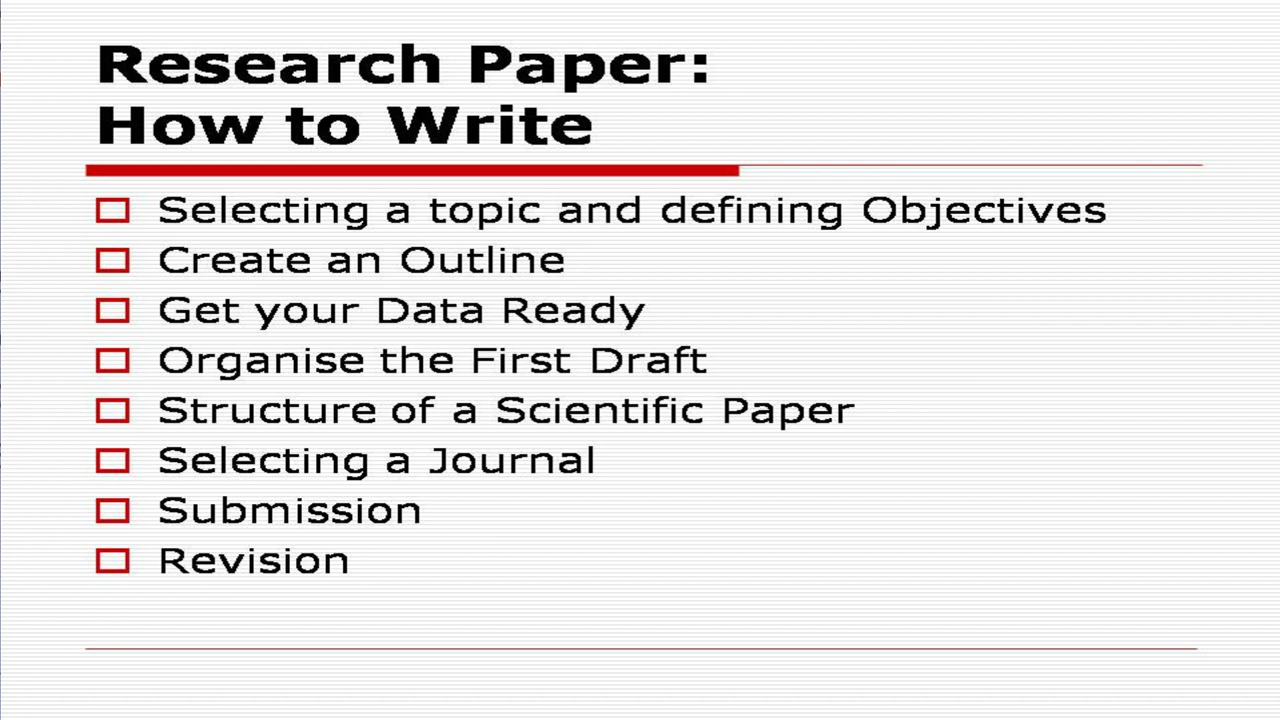 Research Paper:
How to Write
Selecting a topic and defining Objectives
Create an Outline
Get your Data Ready
Organise the First Draft
Structure of a Scientific Paper
Selecting a Journal
Submission
Revision